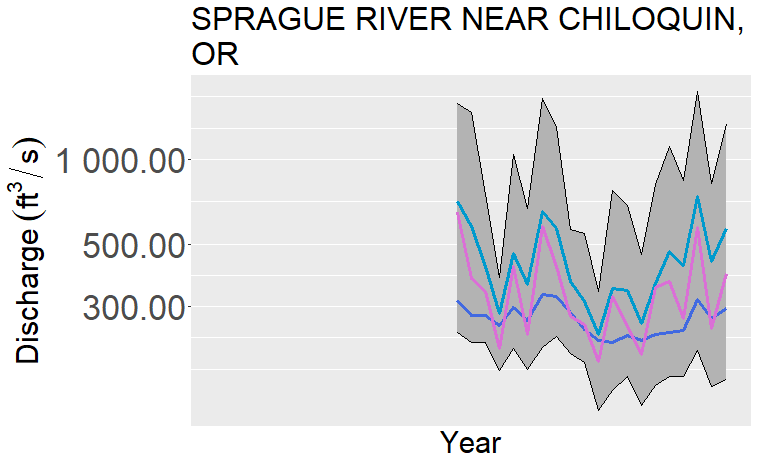 SPRAGUE RIVER NEAR CHILOQUIN,
OR
Discharge (ft³/s)
1 000.00
500.00
300.00
Year